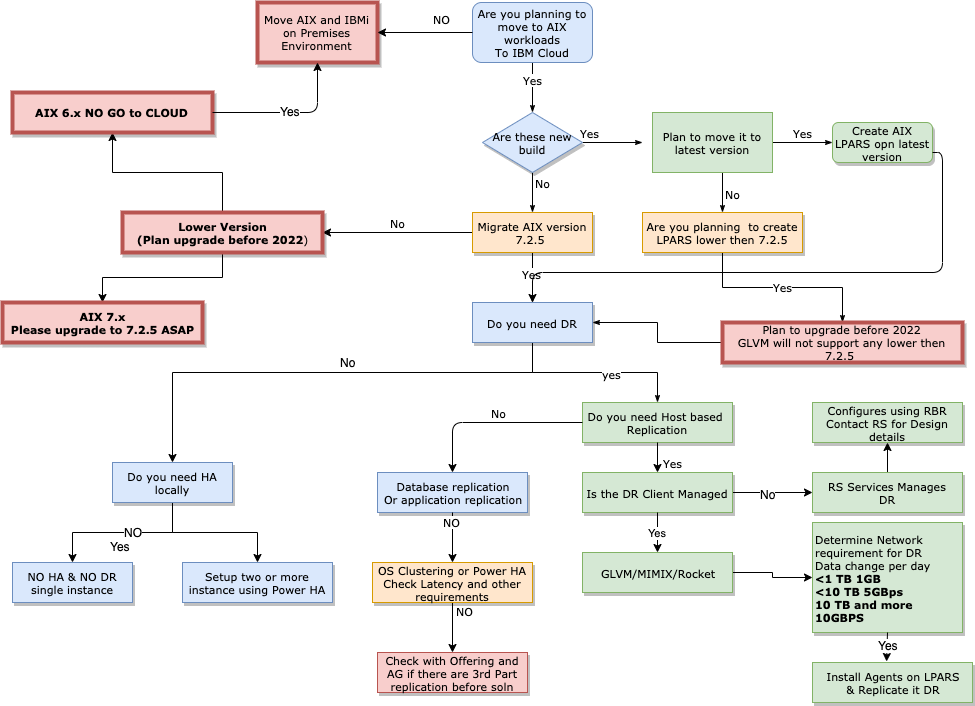 Move AIX and IBMi
on Premises
Environment
NO
Are you planning to
move to AIX
workloads
To IBM Cloud
Yes
AIX 6.x NO GO to CLOUD
Yes
Are these new
build
Yes
Plan to move it to
latest version
Yes
Create AIX
LPARS opn latest
version
No
No
Lower Version
(Plan upgrade before 2022)
No
Migrate AIX version
7.2.5
Are you planning to create
LPARS lower then 7.2.5
Yes
Yes
AIX 7.x
Please upgrade to 7.2.5 ASAP
Do you need DR
Plan to upgrade before 2022
GLVM will not support any lower then
7.2.5
No
yes
No
Do you need Host based
Replication
Configures using RBR
Contact RS for Design
details
Yes
Do you need HA
locally
Database replication
Or application replication
Is the DR Client Managed
No
RS Services Manages
DR
NO
Yes
NO
Yes
NO HA & NO DR
single instance
Setup two or more
instance using Power HA
OS Clustering or Power HA
Check Latency and other
requirements
GLVM/MIMIX/Rocket
Determine Network
requirement for DR
Data change per day
<1 TB 1GB
<10 TB 5GBps
10 TB and more
10GBPS
NO
Yes
Check with Offering and
AG if there are 3rd Part
replication before soln
Install Agents on LPARS
& Replicate it DR